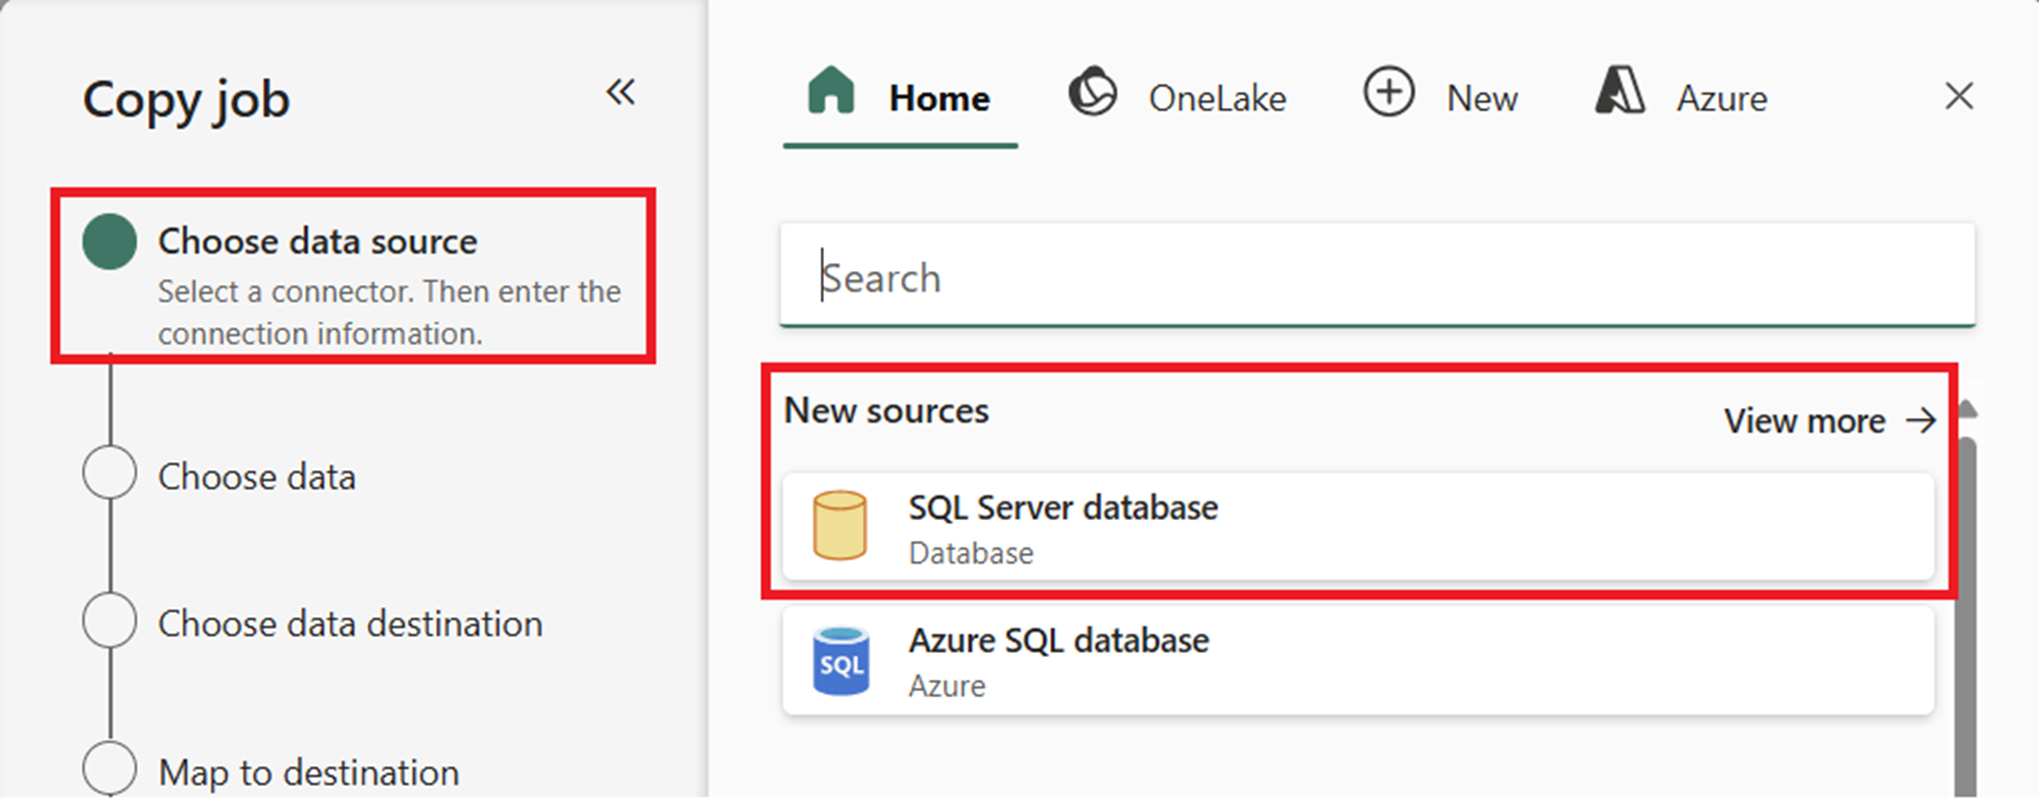 Copy job
Choose data source
Select a connector. Then enter the
connection information.
Choose data
Choose data destination
Map to destination
Home
OneLake
New
Azure
Search
New sources
View more
SQL Server database
Database
SQL
Azure SQL database
Azure